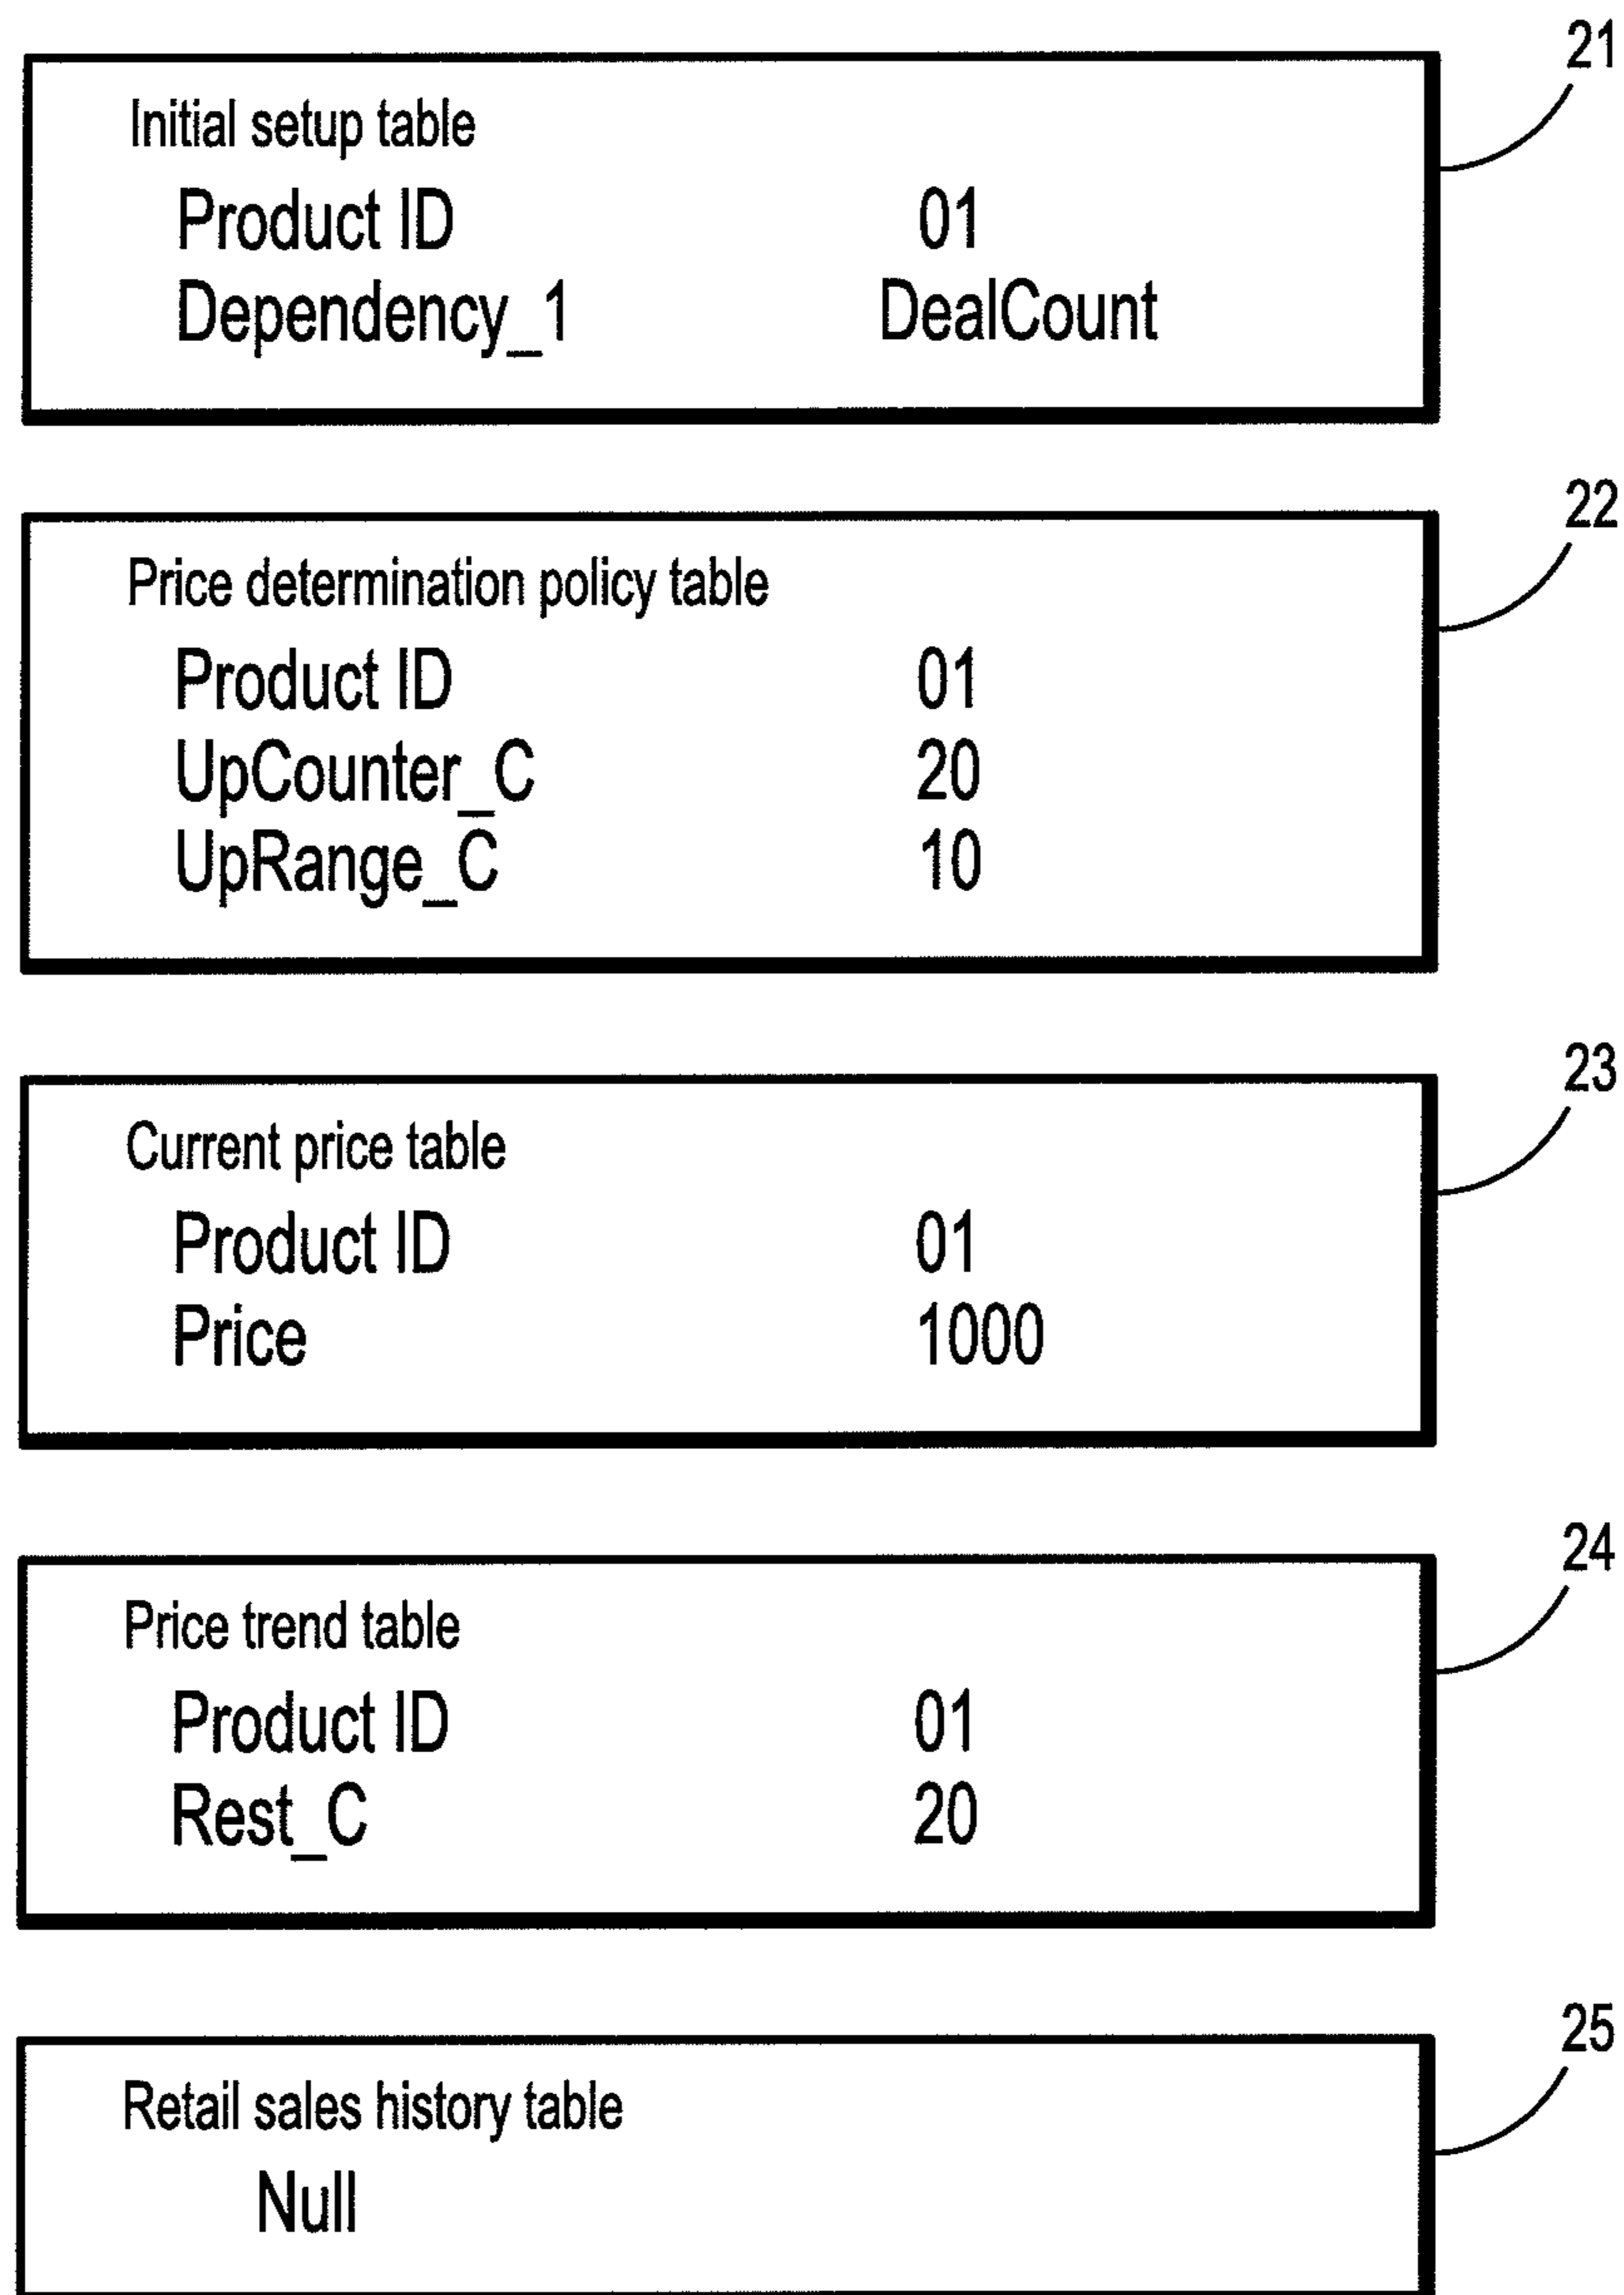 21
Initial setup table
Product ID 01
Dependency_1 DealCount
22
Price determination policy table
Product ID 01
UpCounter_C 20
UpRange_C 10
23
Current price table
Product ID 01
Price 1000
24
Price trend table
Product ID 01
Rest_C 20
25
Retail sales history table
Null